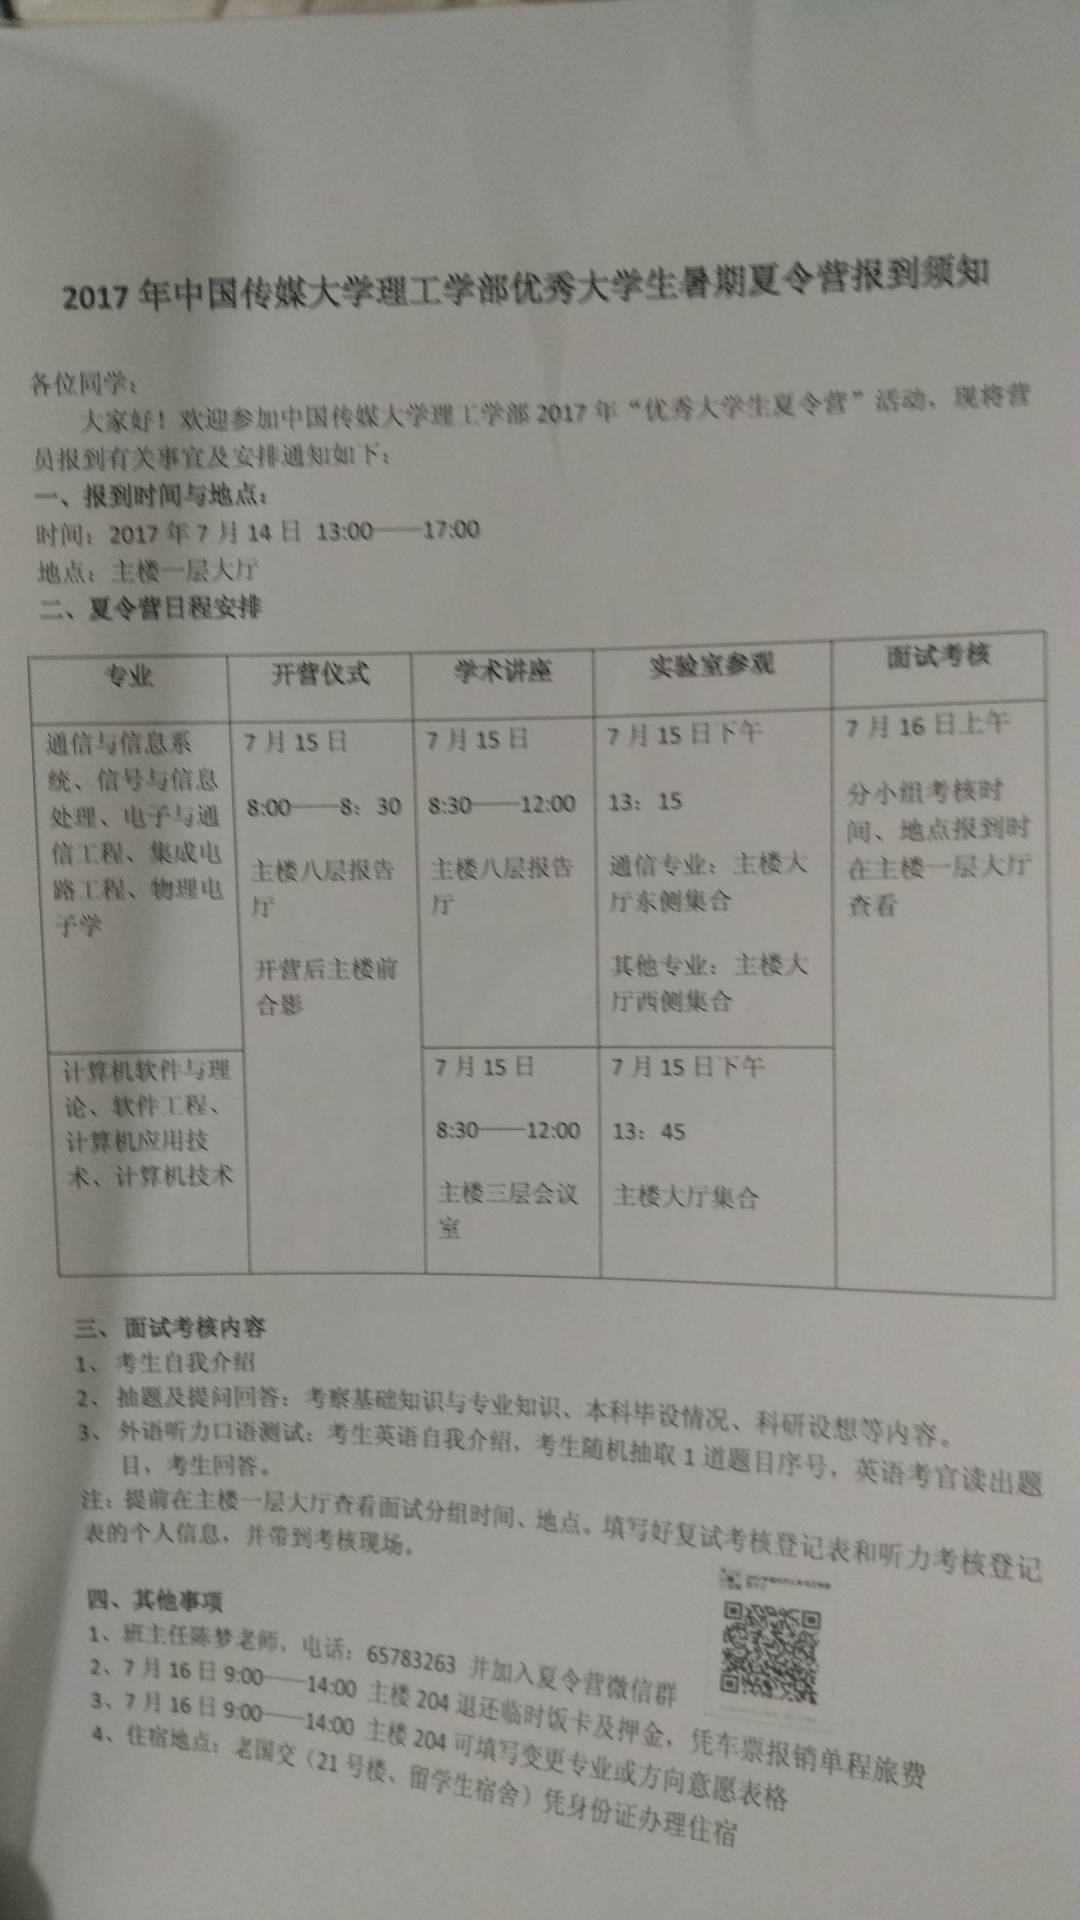 2017 年中国传媒大学理工学部优秀大学生暑期夏令营报到须知
各位同学：
大家好！欢迎参加中国传媒大学理工学部 2017 年“优秀大学生夏令营”活动，现将营
员报到有关事宜及安排通知如下：
一、报到时间与地点：
时间：2017 年 7 月 14 日 13:00——17:00
地点：主楼一层大厅
二、夏令营日程安排
专业
开营仪式
学术讲座
实验室参观
面试考核
通信与信息系
统、信号与信息
处理、电子与通
信工程、集成电
路工程、物理电
子学
7 月 15 日
8:00——8：30
主楼八层报告
厅
开营后主楼前
合影
7 月 15 日
8:30——12:00
主楼八层报告
厅
7 月 15 日下午
13：15
通信专业：主楼大
厅东侧集合
其他专业：主楼大
厅西侧集合
7 月 16 日上午
分小组考核时
间、地点报到时
在主楼一层大厅
查看
计算机软件与理
论、软件工程、
计算机应用技
术、计算机技术
7 月 15 日
8:30——12:00
主楼三层会议
室
7 月 15 日下午
13：45
主楼大厅集合
三、面试考核内容
1、考生自我介绍
2、抽题及提问回答：考察基础知识与专业知识、本科毕设情况、科研设想等内容。
3、外语听力口语测试：考生英语自我介绍，考生随机抽取 1 道题目序号，英语考官读出题
目，考生回答。
注：提前在主楼一层大厅查看面试分组时间、地点。填写好复试考核登记表和听力考核登记
表的个人信息，并带到考核现场。
四、其他事项
1、班主任陈梦老师，电话：65783263 并加入夏令营微信群
2、7 月 16 日 9:00——14:00 主楼 204 退还临时饭卡及押金，凭车票报销单程旅费
3、7 月 16 日 9:00——14:00 主楼 204 可填写变更专业或方向意愿表格
4、住宿地点：老国交（21 号楼、留学生宿舍）凭身份证办理住宿